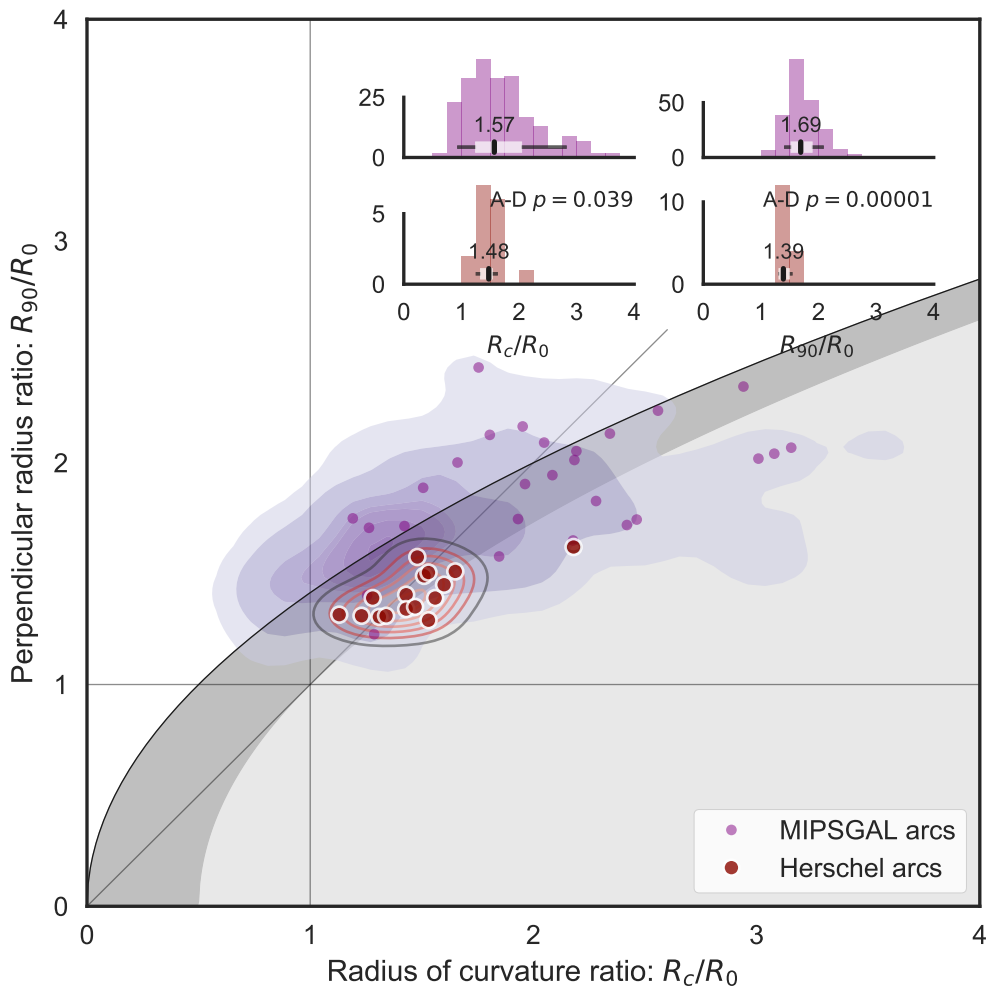 4
3
2
1
0
0
1
2
3
4
Perpendicular radius ratio: R90/R0
Radius of curvature ratio: Rc/R0
25
0
1.57
50
0
1.69
5
0
A-D p = 0.039
1.48
0 1 2 3 4
Rc/R0
10
0
A-D p = 0.00001
1.39
0 1 2 3 4
R90/R0
MIPSGAL arcs
Herschel arcs